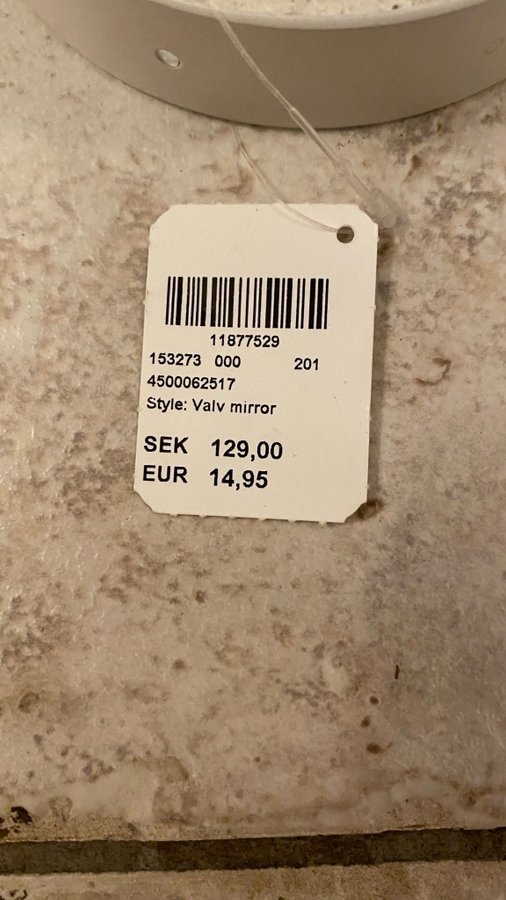 11877529
153273 000 201
4500062517
Style: Valv mirror
SEK 129,00
EUR 14,95